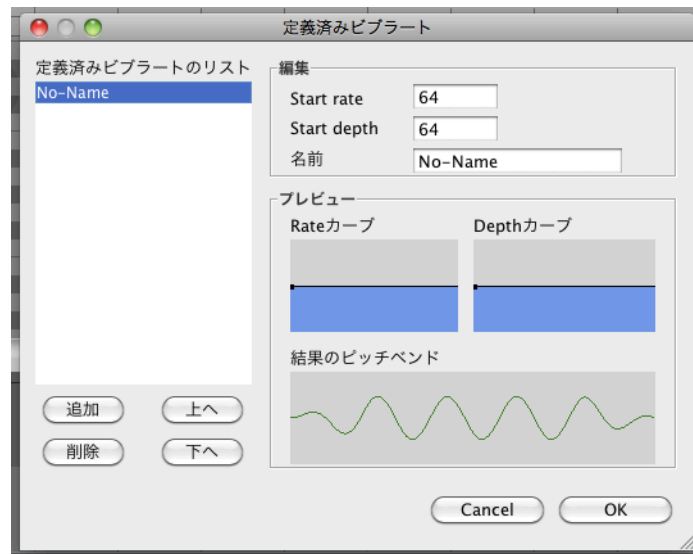 定義済みビブラート
定義済みビブラートのリスト
No-Name
追加
上へ
削除
下へ
編集
Start rate
64
Start depth
64
名前
No-Name
プレビュー
Rateカーブ
Depthカーブ
結果のピッチベンド
Cancel
OK